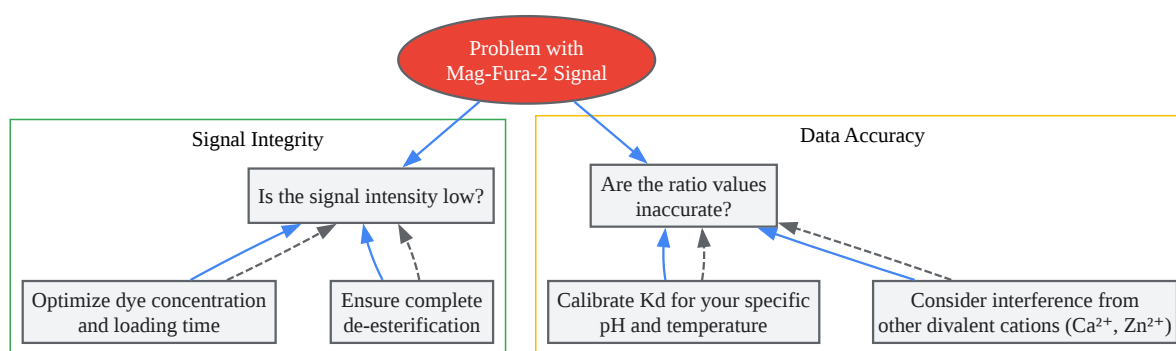 Problem with
Mag-Fura-2 Signal
Signal Integrity
Is the signal intensity low?
Optimize dye concentration
and loading time
Ensure complete
de-esterification
Data Accuracy
Are the ratio values
inaccurate?
Calibrate Kd for your specific
pH and temperature
Consider interference from
other divalent cations (Ca²⁺, Zn²⁺)